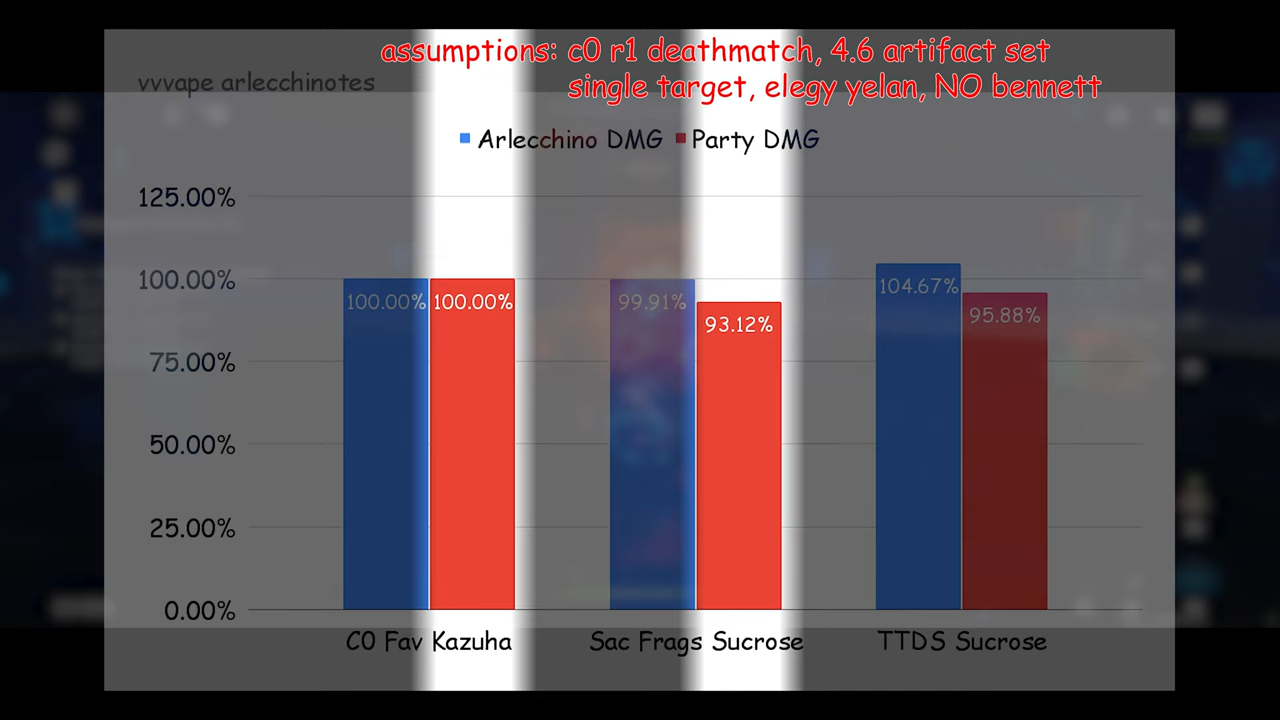 assumptions: c0 r1 deathmatch, 4.6 artifact set
single target, elegy yelan, NO bennett
vvvape arlecchinotes
Arlecchino DMG Party DMG
125.00%
100.00%
75.00%
50.00%
25.00%
0.00%
100.00% 100.00%
99.91% 93.12%
104.67% 95.88%
C0 Fav Kazuha Sac Frags Sucrose TTDS Sucrose